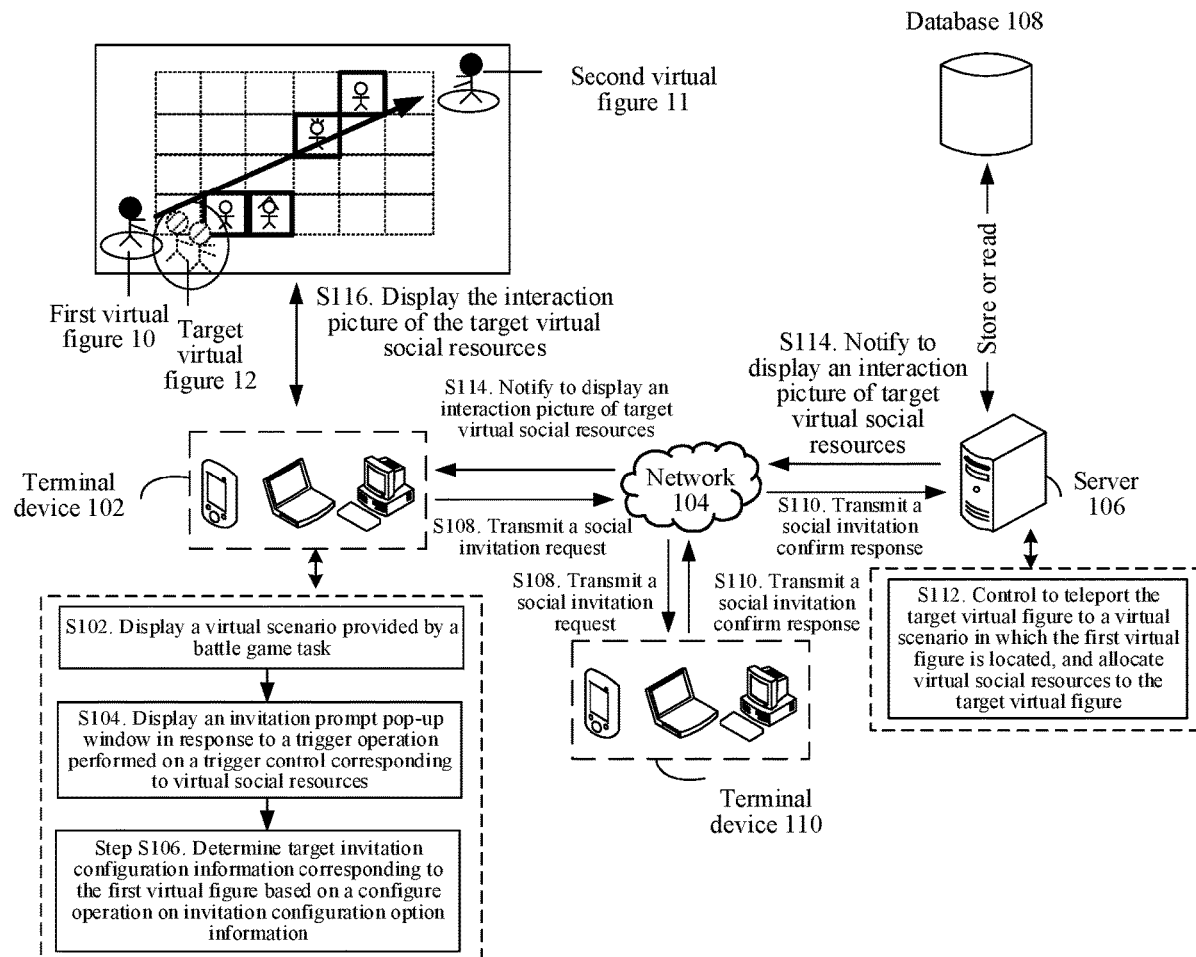 Database 108
Second virtual
figure 11
First virtual
figure 10
Target
virtual
figure 12
S116. Display the interaction
picture of the target virtual
social resources
Store or read
S114. Notify to
display an interaction
picture of target
virtual social
resources
S114. Notify to display an
interaction picture of target
virtual social resources
Terminal
device 102
Network
104
Server
106
S108. Transmit a social
invitation request
S110. Transmit
a social
invitation
confirm response
S108. Transmit a
social invitation
request
S110. Transmit
a social
invitation
confirm response
S102. Display a virtual scenario provided by a
battle game task
S104. Display an invitation prompt pop-up
window in response to a trigger operation
performed on a trigger control corresponding
to virtual social resources
Step S106. Determine target invitation
configuration information corresponding to
the first virtual figure based on a configure
operation on invitation configuration option
information
S112. Control to teleport the
target virtual figure to a virtual
scenario in which the first virtual
figure is located, and allocate
virtual social resources to the
target virtual figure
Terminal
device 110